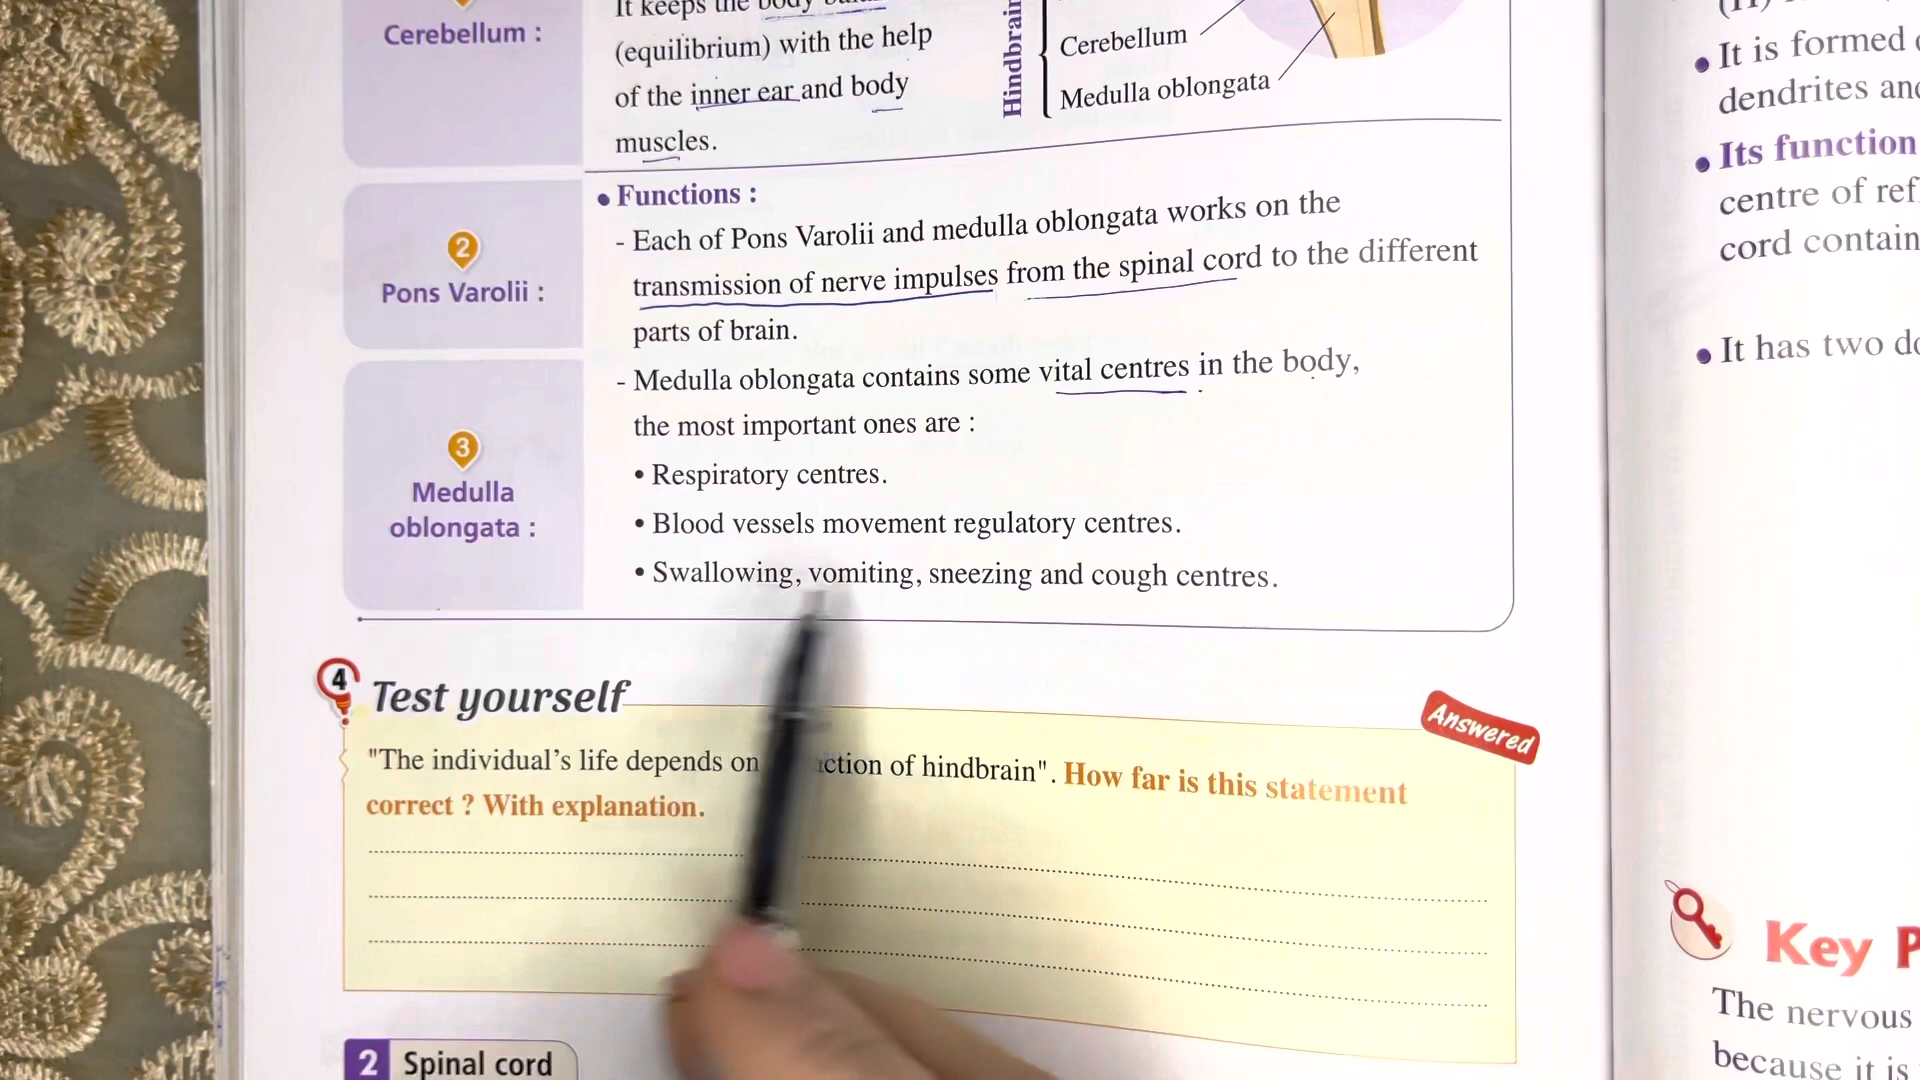 It keeps the body
Cerebellum :
(equilibrium) with the help
of the inner ear and body
muscles.
Hindbrain
Cerebellum
Medulla oblongata
2
Pons Varolii :
• Functions :
- Each of Pons Varolii and medulla oblongata works on the
transmission of nerve impulses from the spinal cord to the different
parts of brain.
3
Medulla
oblongata :
- Medulla oblongata contains some vital centres in the body,
the most important ones are :
• Respiratory centres.
• Blood vessels movement regulatory centres.
• Swallowing, vomiting, sneezing and cough centres.
4 Test yourself
Answered
"The individual's life depends on ction of hindbrain". How far is this statement
correct ? With explanation.
2 Spinal cord
• It is formed
dendrites
• Its function
centre of
cord contain
• It has two
Key
The nervous
because it is